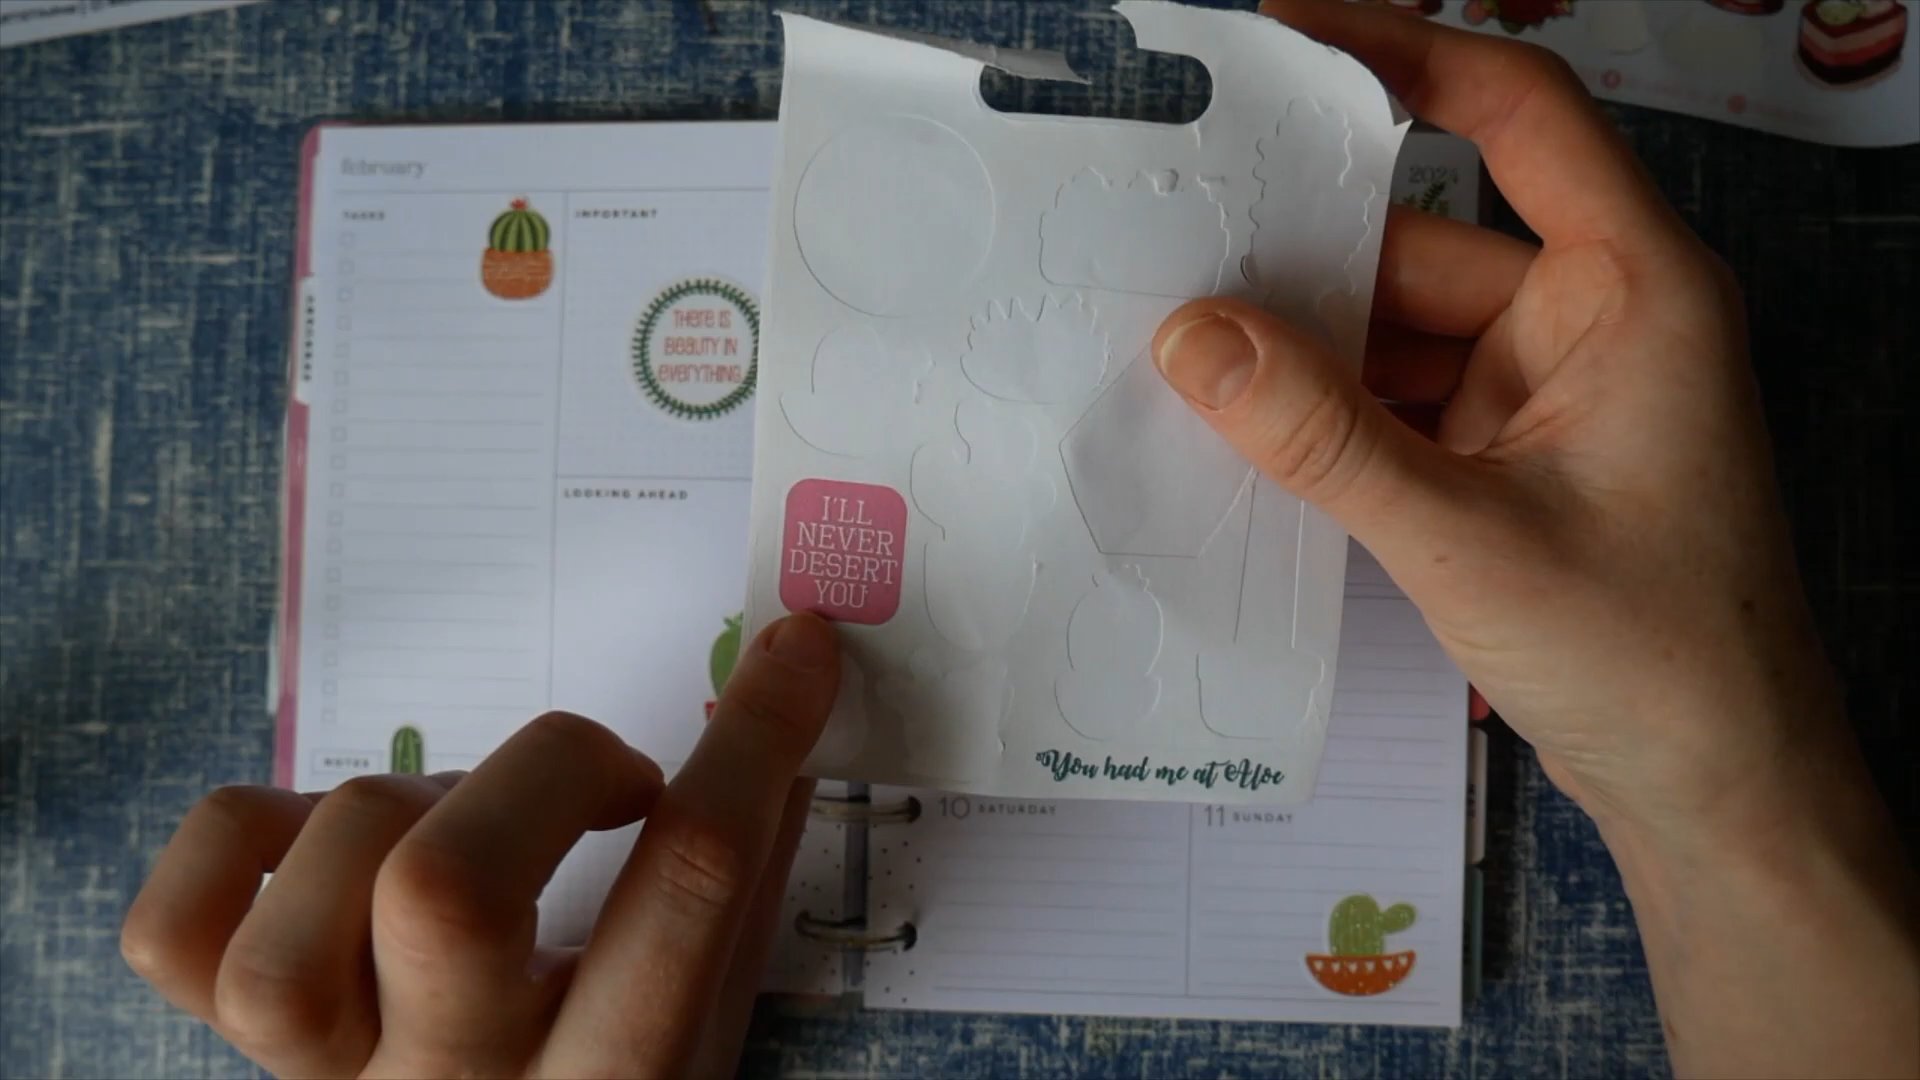 february
2024
TASKS
IMPORTANT
THERE IS
BEAUTY IN
EVERYTHING
LOOKING AHEAD
I'LL
NEVER
DESERT
YOU
You had me at Aloe
NOTES
10 SATURDAY
11 SUNDAY